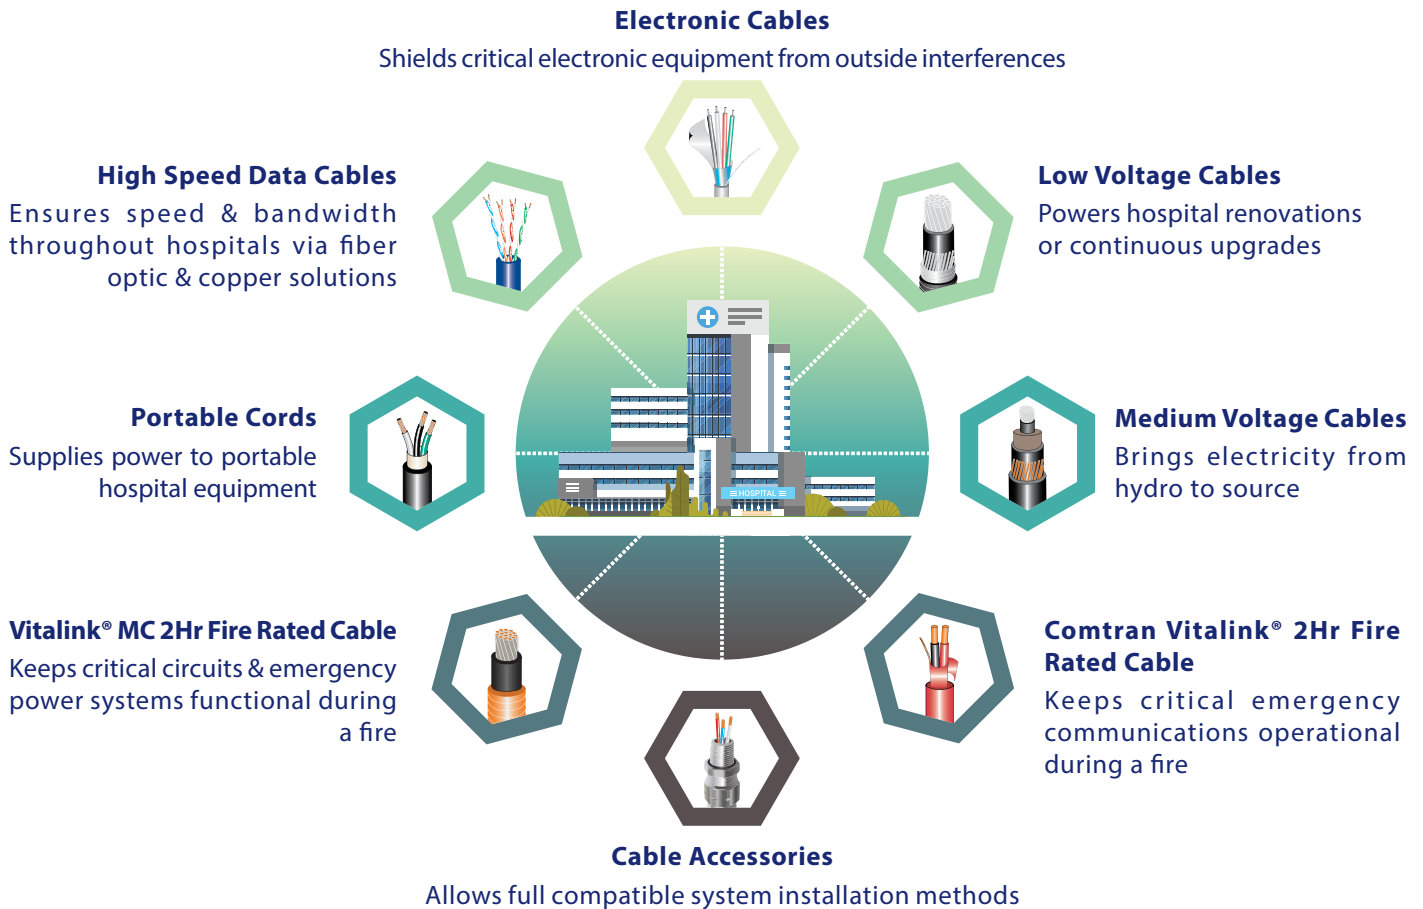 Electronic Cables
Shields critical electronic equipment from outside interferences
High Speed Data Cables
Ensures speed & bandwidth
throughout hospitals via fiber
optic & copper solutions
Low Voltage Cables
Powers hospital renovations
or continuous upgrades
Portable Cords
Supplies power to portable
hospital equipment
Medium Voltage Cables
Brings electricity from
hydro to source
HOSPITAL
Vitalink® MC 2Hr Fire Rated Cable
Keeps critical circuits & emergency
power systems functional during
a fire
Comtran Vitalink® 2Hr Fire
Rated Cable
Keeps critical emergency
communications operational
during a fire
Cable Accessories
Allows full compatible system installation methods